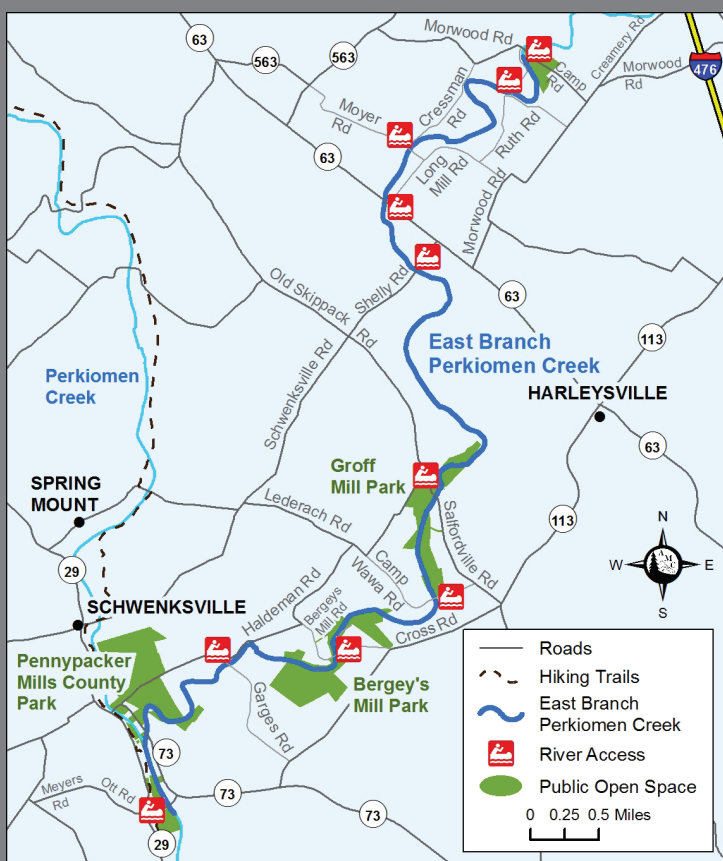 Morwood Rd
63
563
563
Camp
Rd
Creamery Rd
Morwood
Rd
476
Cressman
Rd
Moyer
Rd
Ruth Rd
63
Long
Mill Rd
Morwood Rd
Shelly Rd
Old Skippack
Rd
63
113
East Branch
Perkiomen Creek
Perkiomen
Creek
Schwenksville Rd
HARLEYSVILLE
63
Groff
Mill Park
SPRING
MOUNT
Lederach Rd
Salfordville Rd
113
N
W
E
S
AMC
29
Camp
Wawa Rd
SCHWENKSVILLE
Haldeman Rd
Bergeys
Mill Rd
Cross Rd
Pennypacker
Mills County
Park
Bergey's
Mill Park
Garges Rd
73
Meyers
Rd
Ott Rd
73
73
29
Roads
Hiking Trails
East Branch
Perkiomen Creek
River Access
Public Open Space
0 0.25 0.5 Miles